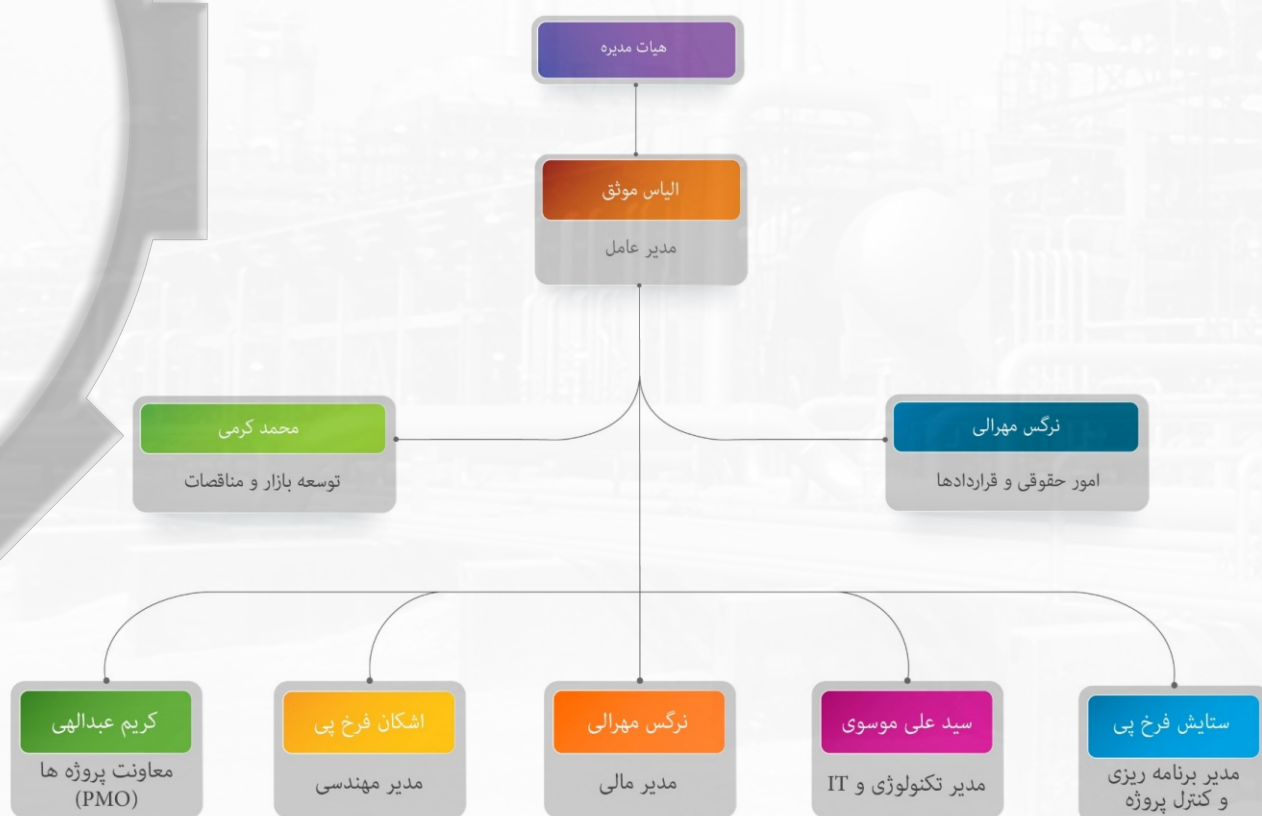 هیات مدیره
الیاس موثق
مدیر عامل
نرگس مهرالی
امور حقوقی و قراردادها
محمد کرمی
توسعه بازار و مناقصات
ستایش فرخ پی
مدیر برنامه ریزی
و کنترل پروژه
سید علی موسوی
مدیر تکنولوژی و IT
نرگس مهرالی
مدیر مالی
اشکان فرخ پی
مدیر مهندسی
کریم عبدالهی
معاونت پروژه ها
(PMO)